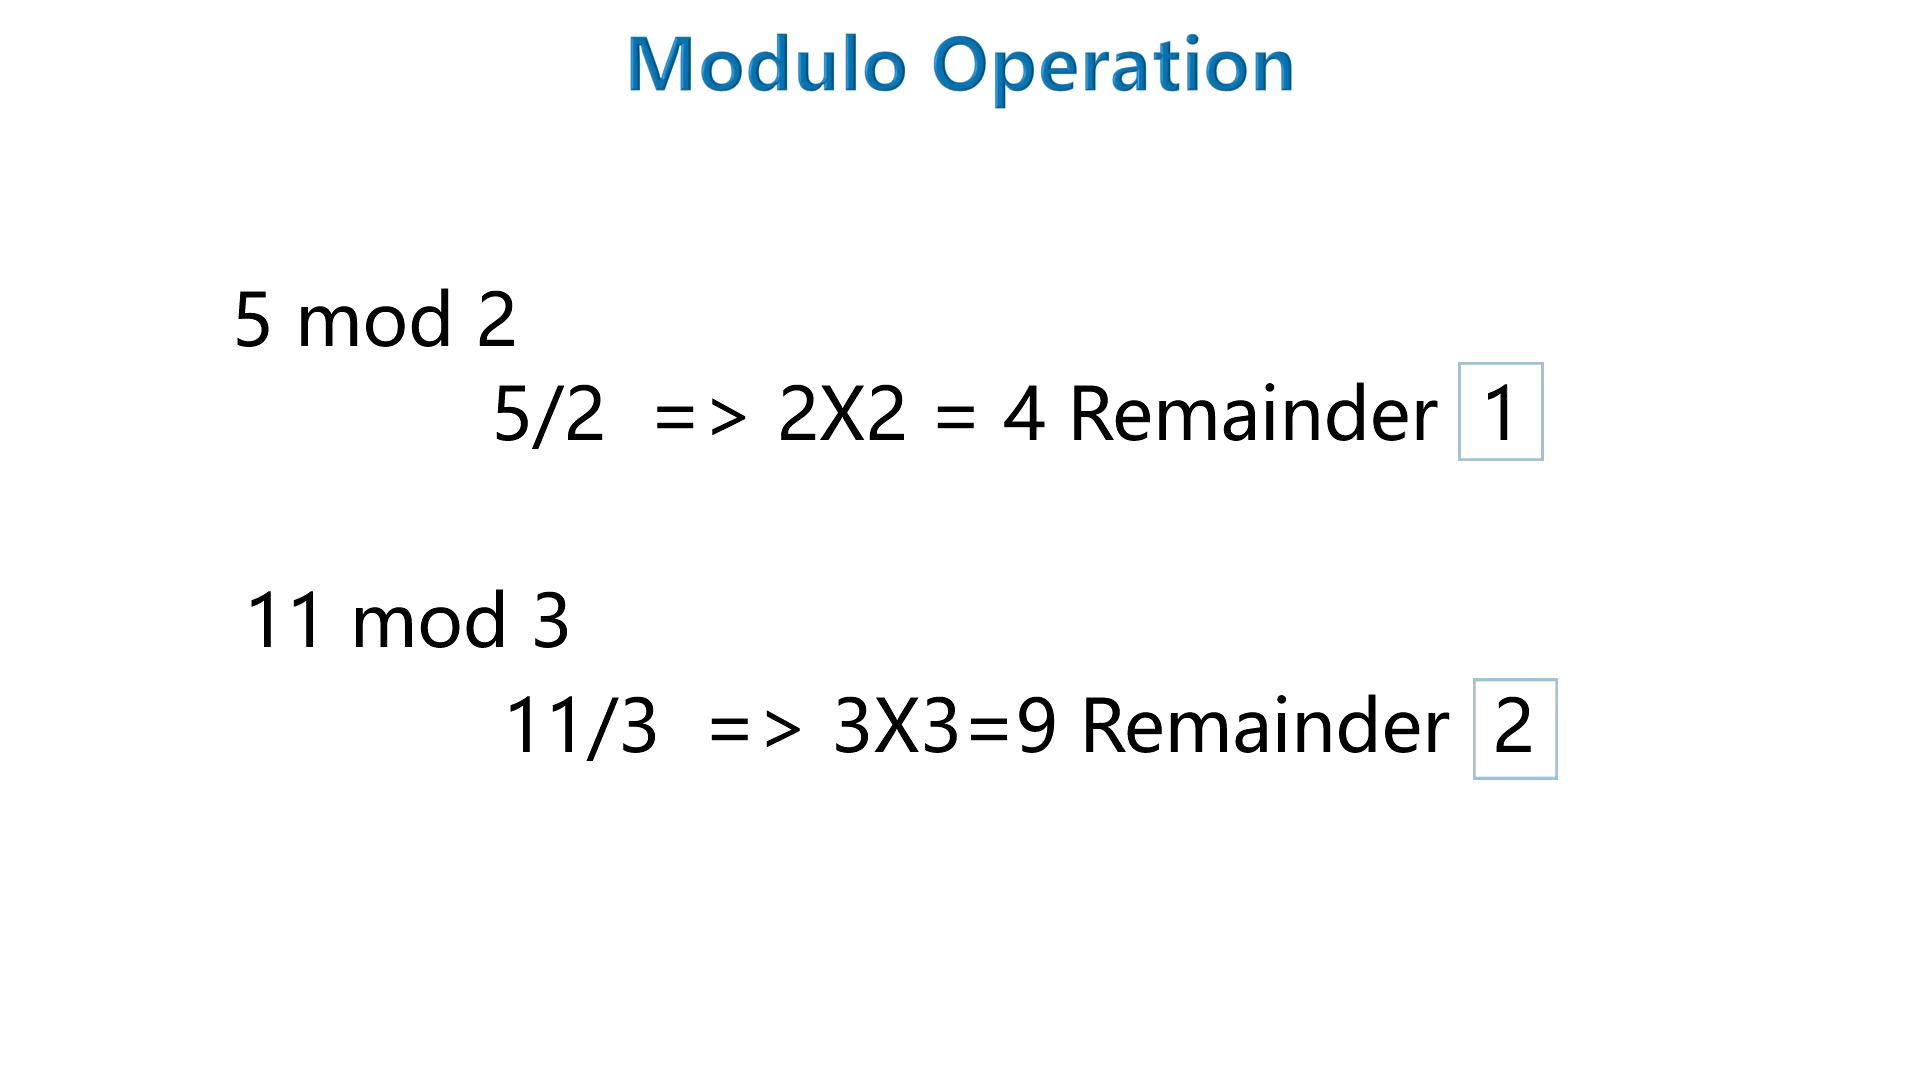 Modulo Operation
5 mod 2
5/2 => 2X2 = 4 Remainder 1
11 mod 3
11/3 => 3X3=9 Remainder 2